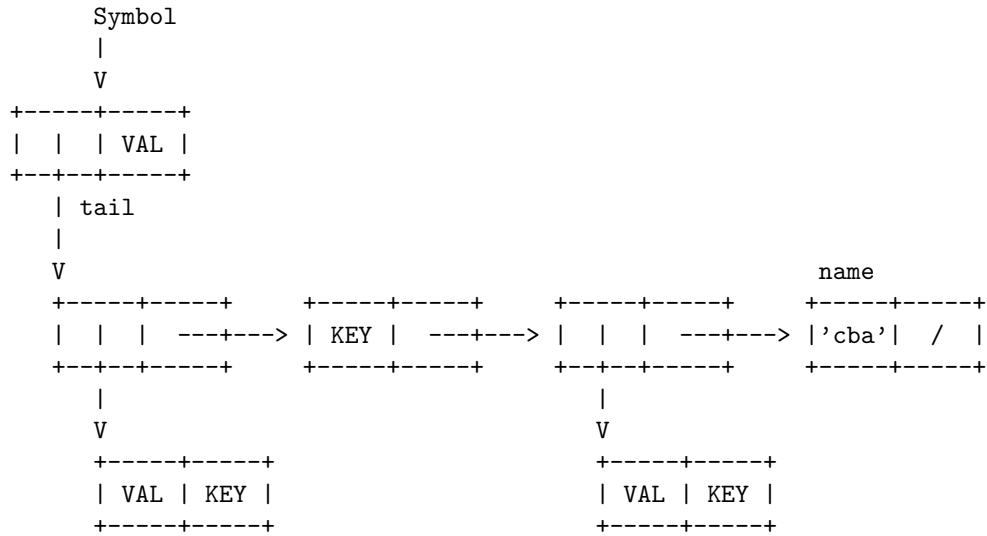 Symbol
            |
            V
      +-----+-----+
      |  |  | VAL |
      +--+--+-----+
         | tail
         |
         V                                                      name
         +-----+-----+     +-----+-----+     +-----+-----+     +-----+-----+
         |  |  |  ---+---> | KEY |  ---+---> |  |  |  ---+---> |'cba'|  /  |
         +--+--+-----+     +-----+-----+     +--+--+-----+     +-----+-----+
            |                                   |
            V                                   V
            +-----+-----+                       +-----+-----+
            | VAL | KEY |                       | VAL | KEY |
            +-----+-----+                       +-----+-----+